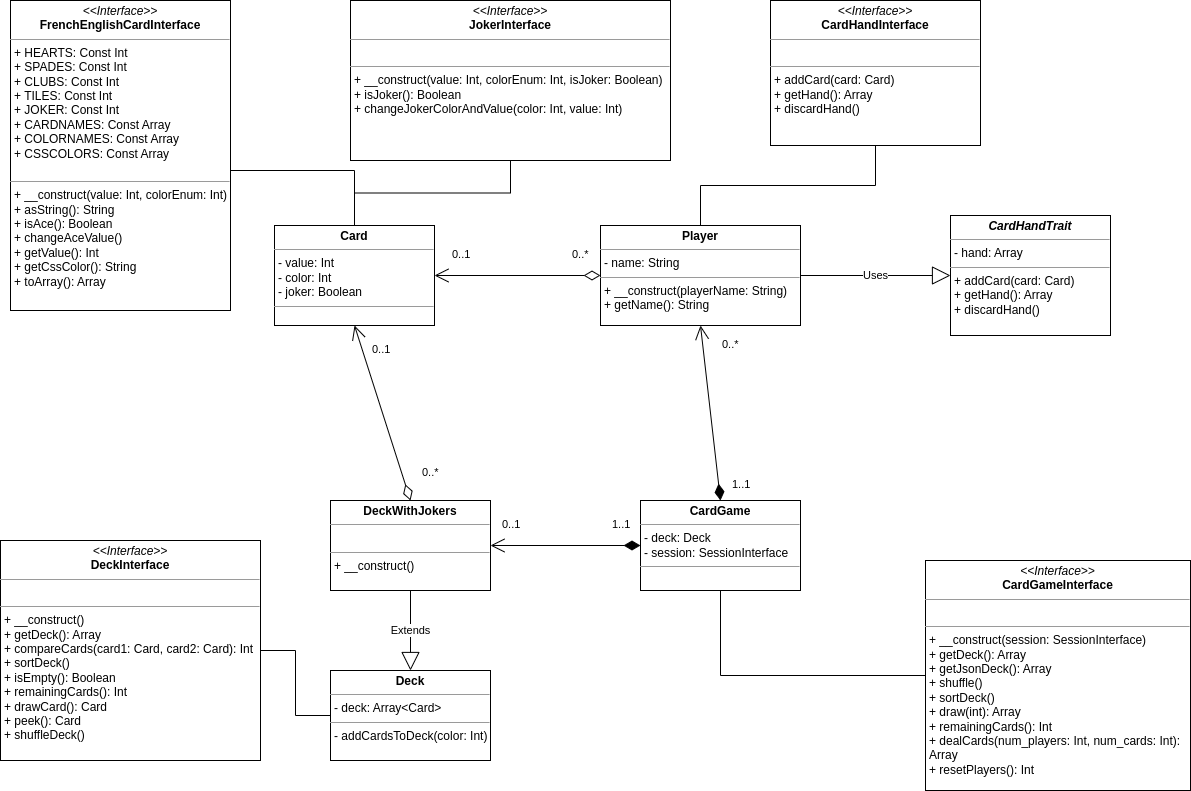 <<Interface>>
FrenchEnglishCardInterface
+ HEARTS: Const Int
+ SPADES: Const Int
+ CLUBS: Const Int
+ TILES: Const Int
+ JOKER: Const Int
+ CARDNAMES: Const Array
+ COLORNAMES: Const Array
+ CSSCOLORS: Const Array
+ __construct(value: Int, colorEnum: Int)
+ asString(): String
+ isAce(): Boolean
+ changeAceValue()
+ getValue(): Int
+ getCssColor(): String
+ toArray(): Array
<<Interface>>
JokerInterface
+ __construct(value: Int, colorEnum: Int, isJoker: Boolean)
+ isJoker(): Boolean
+ changeJokerColorAndValue(color: Int, value: Int)
<<Interface>>
CardHandInterface
+ addCard(card: Card)
+ getHand(): Array
+ discardHand()
Card
- value: Int
- color: Int
- joker: Boolean
0..1
0..*
Player
- name: String
+ __construct(playerName: String)
+ getName(): String
Uses
CardHandTrait
- hand: Array
+ addCard(card: Card)
+ getHand(): Array
+ discardHand()
0..1
0..*
0..*
1..1
DeckWithJokers
+ __construct()
0..1
1..1
CardGame
- deck: Deck
- session: SessionInterface
<<Interface>>
DeckInterface
+ __construct()
+ getDeck(): Array
+ compareCards(card1: Card, card2: Card): Int
+ sortDeck()
+ isEmpty(): Boolean
+ remainingCards(): Int
+ drawCard(): Card
+ peek(): Card
+ shuffleDeck()
Extends
Deck
- deck: Array<Card>
- addCardsToDeck(color: Int)
<<Interface>>
CardGameInterface
+ __construct(session: SessionInterface)
+ getDeck(): Array
+ getJsonDeck(): Array
+ shuffle()
+ sortDeck()
+ draw(int): Array
+ remainingCards(): Int
+ dealCards(num_players: Int, num_cards: Int):
Array
+ resetPlayers(): Int